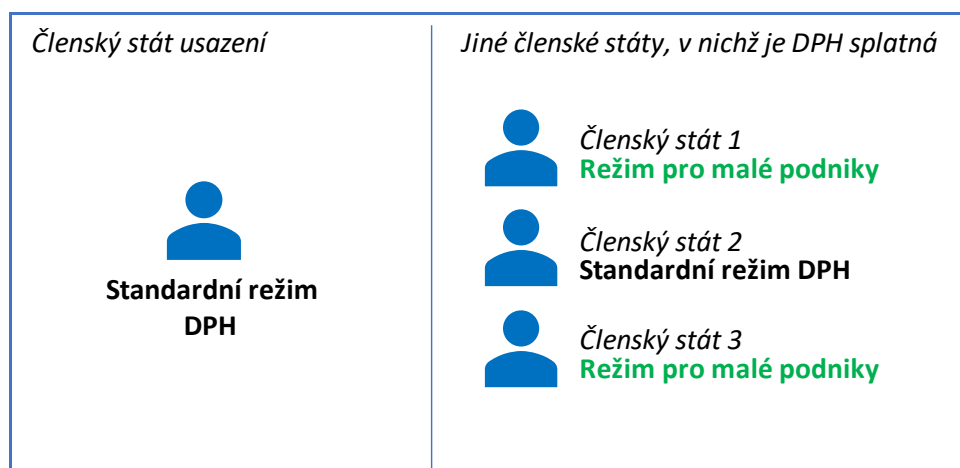 Členský stát usazení
Standardní režim
DPH
Jiné členské státy, v nichž je DPH splatná
Členský stát 1
Režim pro malé podniky
Členský stát 2
Standardní režim DPH
Členský stát 3
Režim pro malé podniky